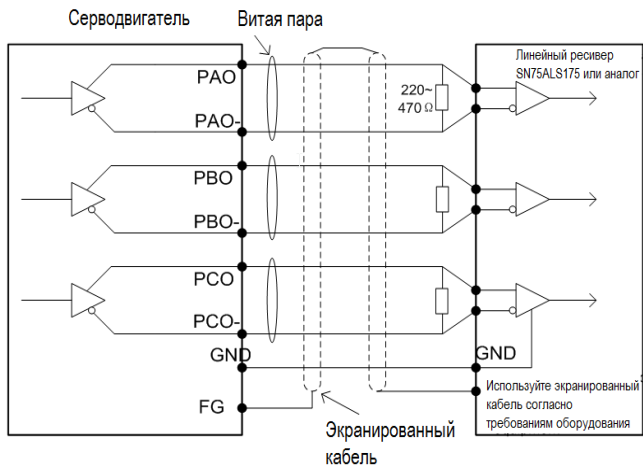 Серводвигатель
Витая пара
PAO
PAO-
PBO
PBO-
PCO
PCO-
GND
FG
220~
470 Ω
Экранированный
кабель
Линейный ресивер
SN75ALS175 или аналог
GND
Используйте экранированный
кабель согласно
требованиям оборудования